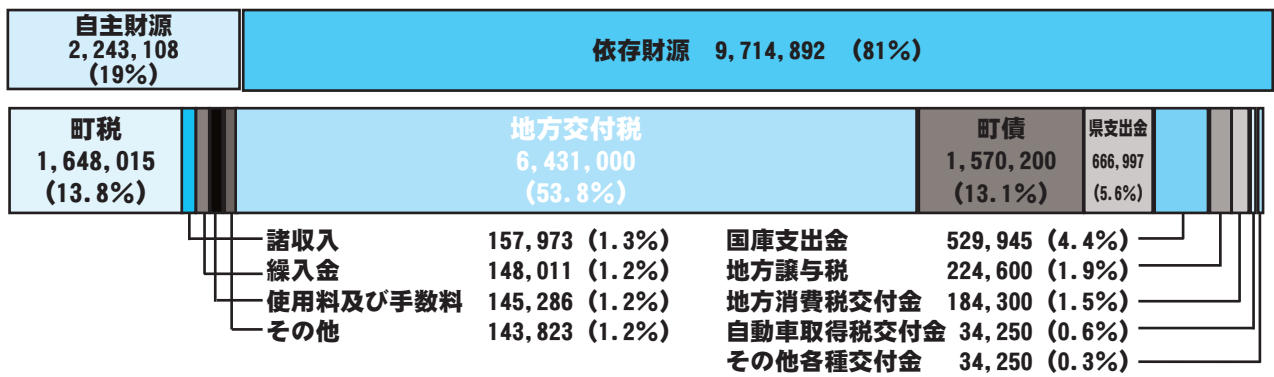 自主財源
2,243,108
(19%)
依存財源 9,714,892 (81%)
町税
1,648,015
(13.8%)
地方交付税
6,431,000
(53.8%)
町債
1,570,200
(13.1%)
県支出金
666,997
(5.6%)
諸収入 157,973 (1.3%)
繰入金 148,011 (1.2%)
使用料及び手数料 145,286 (1.2%)
その他 143,823 (1.2%)
国庫支出金 529,945 (4.4%)
地方譲与税 224,600 (1.9%)
地方消費税交付金 184,300 (1.5%)
自動車取得税交付金 34,250 (0.6%)
その他各種交付金 34,250 (0.3%)